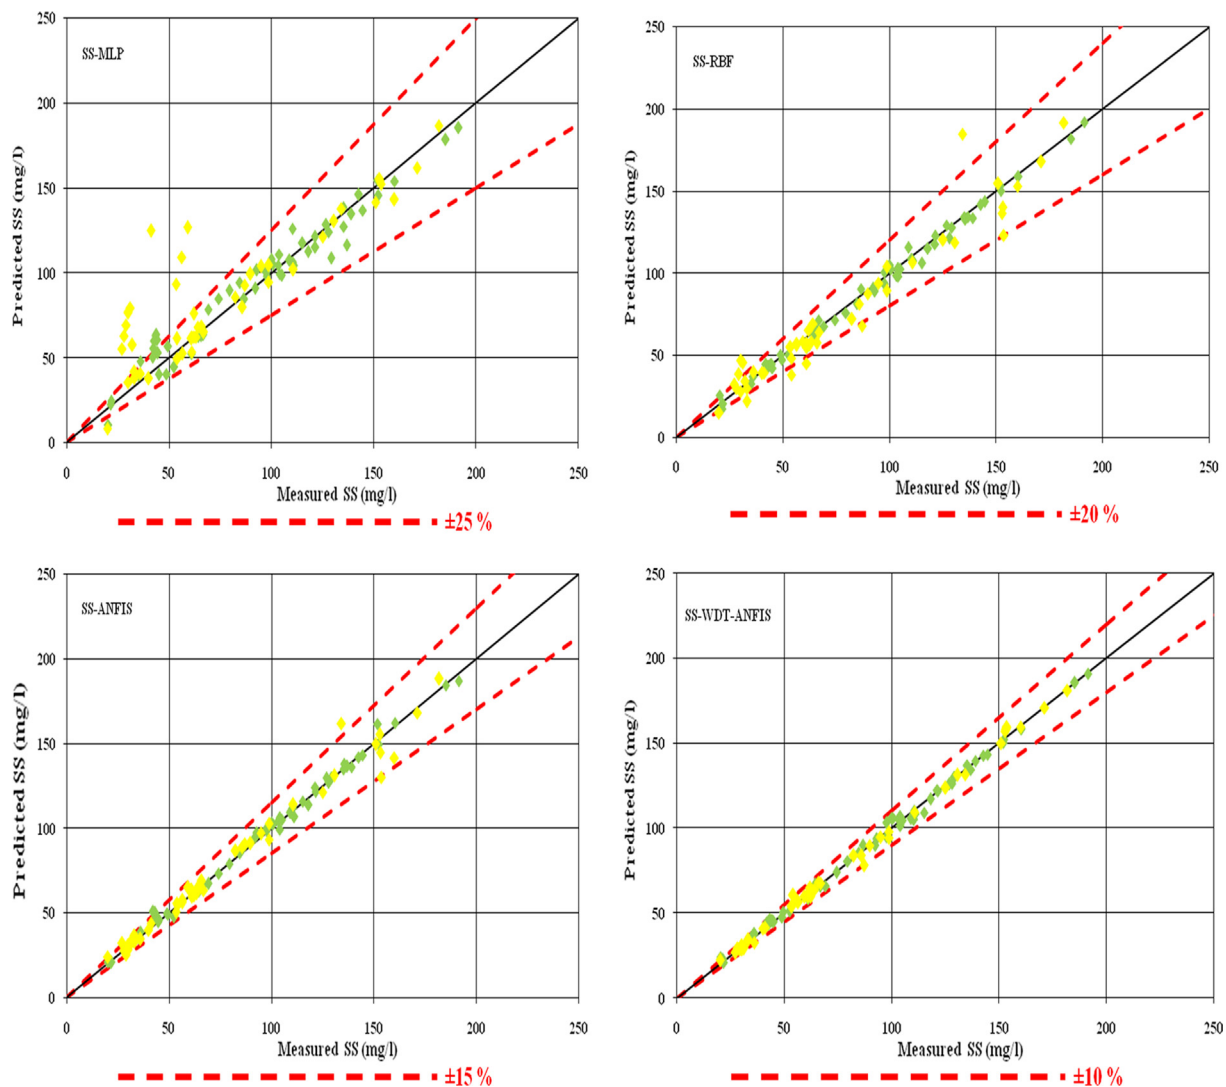 SS-MLP
Predicted SS (mg/l)
250
200
150
100
50
0
0 50 100 150 200 250
Measured SS (mg/l)
±25 %
SS-RBF
Predicted SS (mg/l)
250
200
150
100
50
0
0 50 100 150 200 250
Measured SS (mg/l)
±20 %
SS-ANFIS
Predicted SS (mg/l)
250
200
150
100
50
0
0 50 100 150 200 250
Measured SS (mg/l)
±15 %
SS-WDT-ANFIS
Predicted SS (mg/l)
250
200
150
100
50
0
0 50 100 150 200 250
Measured SS (mg/l)
±10 %